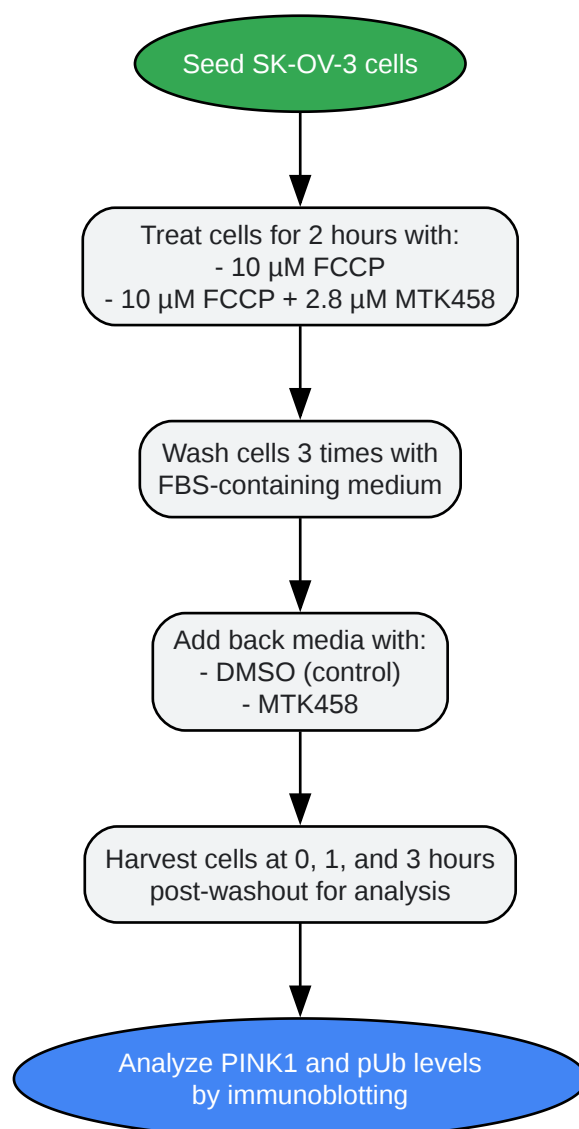 Seed SK-OV-3 cells
Treat cells for 2 hours with:
- 10 µM FCCP
- 10 µM FCCP + 2.8 µM MTK458
Wash cells 3 times with
FBS-containing medium
Add back media with:
- DMSO (control)
- MTK458
Harvest cells at 0, 1, and 3 hours
post-washout for analysis
Analyze PINK1 and pUb levels
by immunoblotting